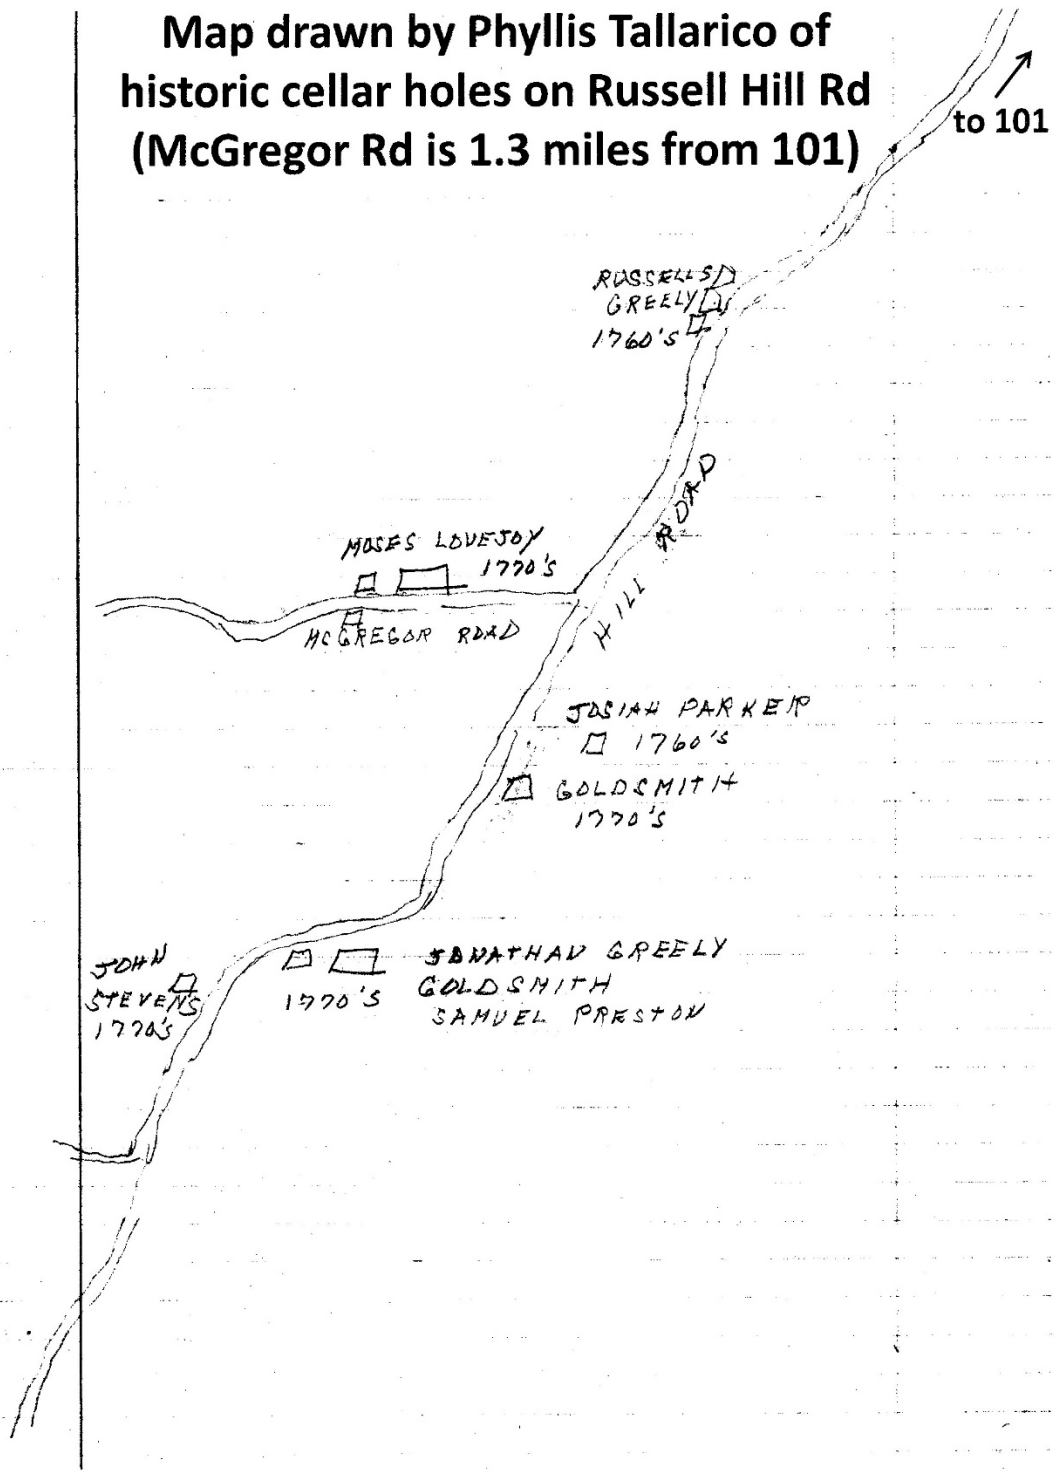 Map drawn by Phyllis Tallarico of
historic cellar holes on Russell Hill Rd
(McGregor Rd is 1.3 miles from 101)
to 101
RUSSELLS
GREELY
1760's
HILL ROAD
MOSES LOVEJOY
1770's
MCGREGOR ROAD
JOSIAH PARKER
1760's
GOLDSMITH
1770's
JOHN
STEVENS
1770's
1770's
JONATHAN GREELY
GOLDSMITH
SAMUEL PRESTON